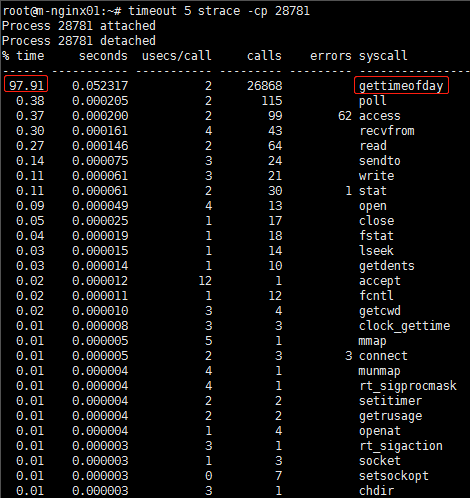 root@m-nginx01:~# timeout 5 strace -cp 28781
Process 28781 attached
Process 28781 detached
% time     seconds  usecs/call     calls    errors syscall
------ ----------- ----------- --------- --------- ----------------
 97.91    0.052317           2     26868           gettimeofday
  0.38    0.000205           2       115           poll
  0.37    0.000200           2        99        62 access
  0.30    0.000161           4        43           recvfrom
  0.27    0.000146           2        64           read
  0.14    0.000075           3        24           sendto
  0.11    0.000061           3        21           write
  0.11    0.000061           2        30         1 stat
  0.09    0.000049           4        13           open
  0.05    0.000025           1        17           close
  0.04    0.000019           1        18           fstat
  0.03    0.000015           1        14           lseek
  0.03    0.000014           1        10           getdents
  0.02    0.000012          12         1           accept
  0.02    0.000011           1        12           fcntl
  0.02    0.000010           3         4           getcwd
  0.01    0.000008           3         3           clock_gettime
  0.01    0.000005           5         1           mmap
  0.01    0.000005           2         3         3 connect
  0.01    0.000004           4         1           munmap
  0.01    0.000004           4         1           rt_sigprocmask
  0.01    0.000004           2         2           setitimer
  0.01    0.000004           2         2           getrusage
  0.01    0.000004           1         4           openat
  0.01    0.000003           3         1           rt_sigaction
  0.01    0.000003           1         3           socket
  0.01    0.000003           0         7           setsockopt
  0.01    0.000003           3         1           chdir